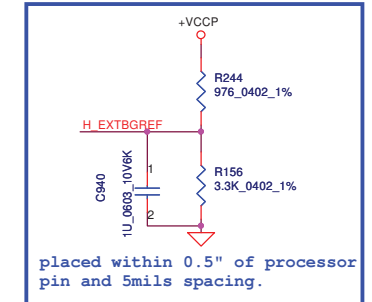 +VCCP
R244
976_0402_1%
H_EXTBGREF
R156
3.3K_0402_1%
C940
1U_0603_10V6K
1
2
placed within 0.5" of processor
pin and 5mils spacing.